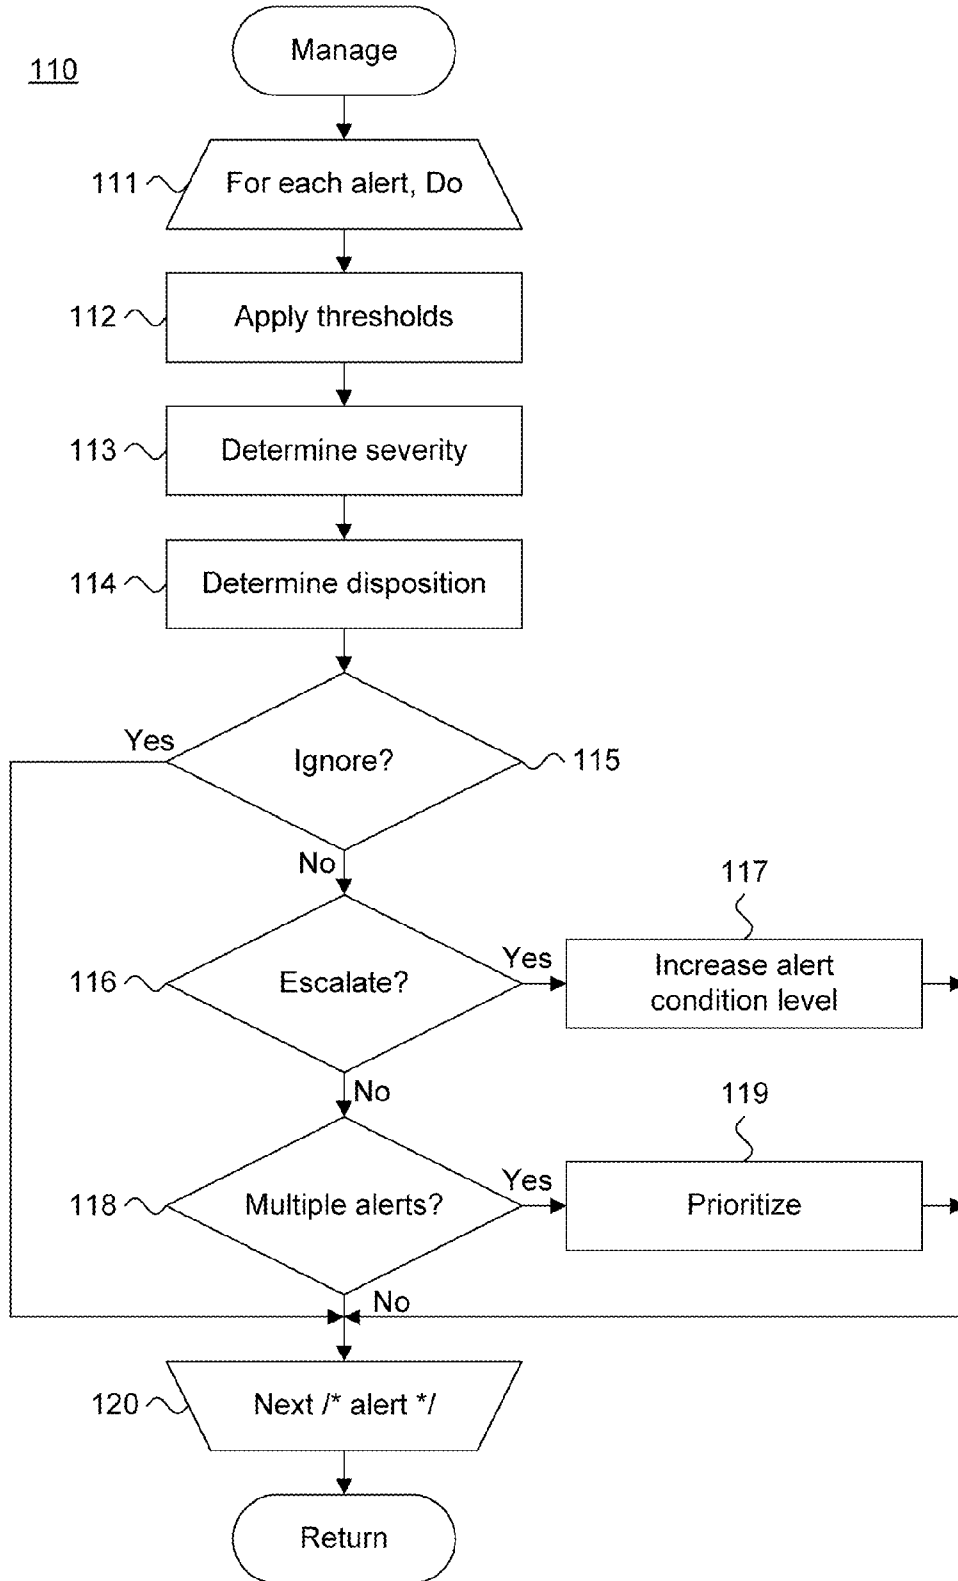 Manage
110
111
For each alert, Do
112
Apply thresholds
113
Determine severity
114
Determine disposition
Yes
Ignore?
115
No
117
116
Escalate?
Yes
Increase alert
condition level
No
119
118
Multiple alerts?
Yes
Prioritize
No
120
Next /* alert */
Return